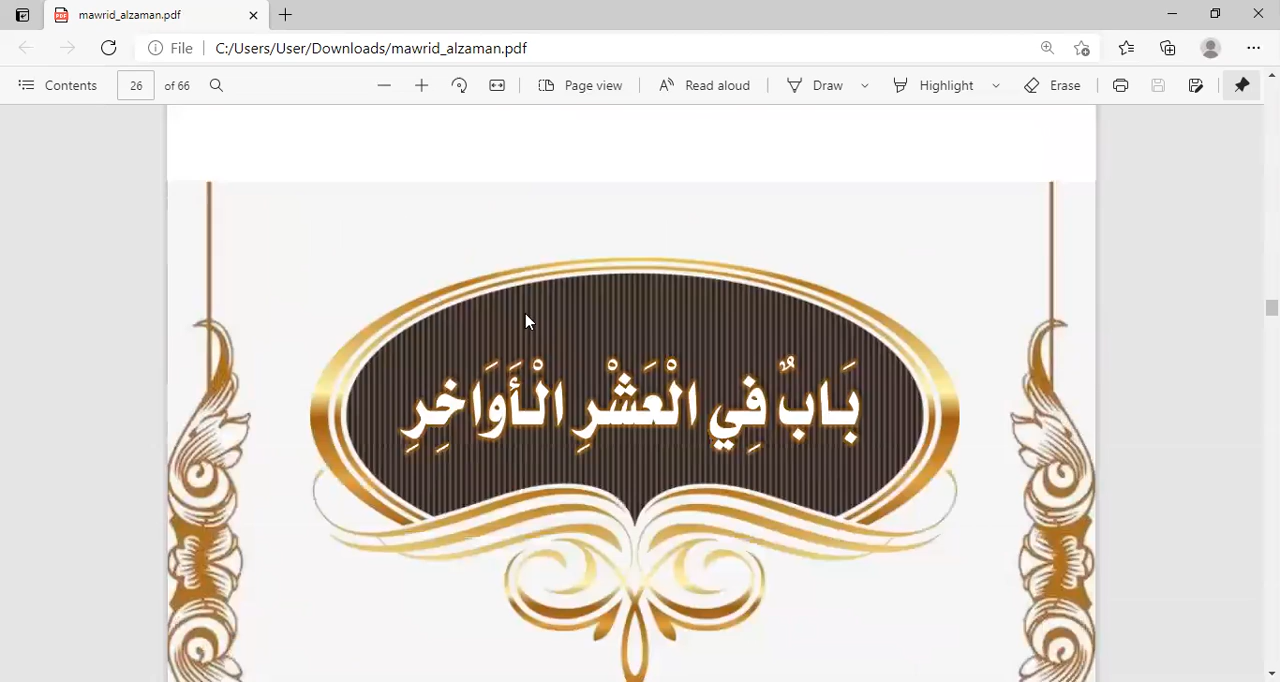 mawrid_alzaman.pdf
File C:/Users/User/Downloads/mawrid_alzaman.pdf
Contents 26 of 66 Page view Read aloud Draw Highlight Erase
بَابٌ فِي الْعَشْرِ الْأَوَاخِرِ